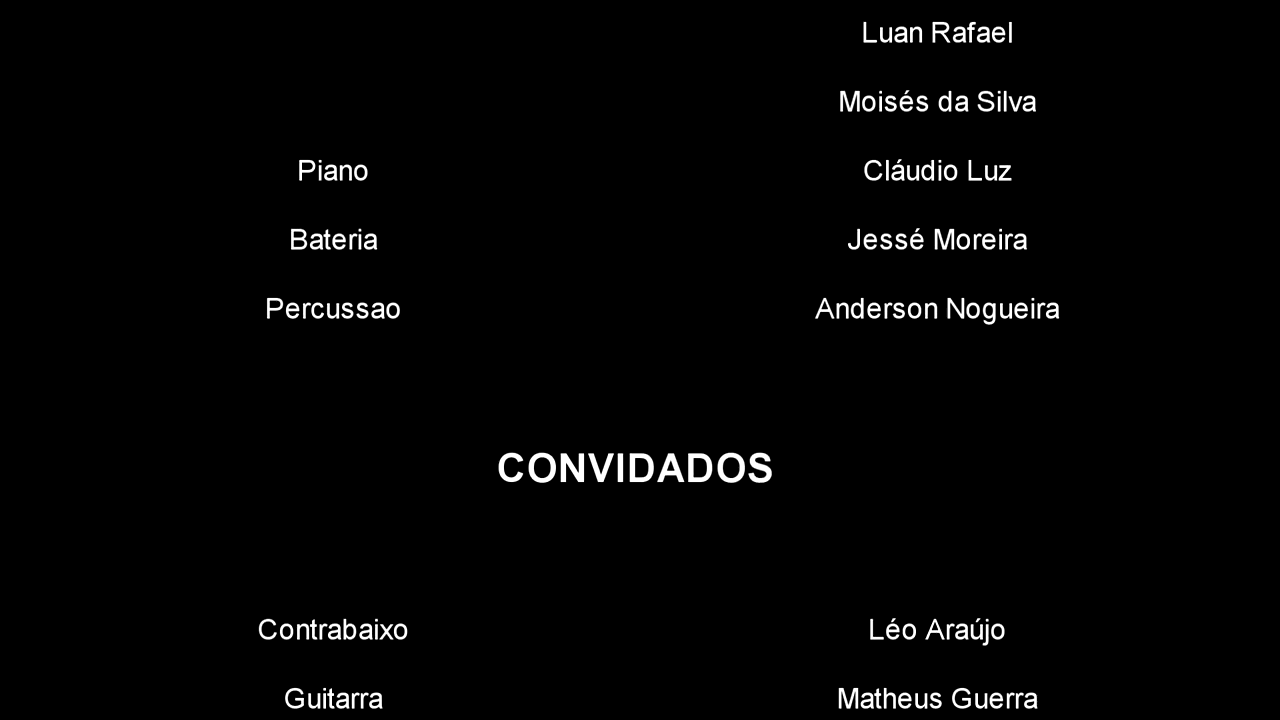 Luan Rafael
Moisés da Silva
Piano Cláudio Luz
Bateria Jessé Moreira
Percussao Anderson Nogueira
CONVIDADOS
Contrabaixo Léo Araújo
Guitarra Matheus Guerra